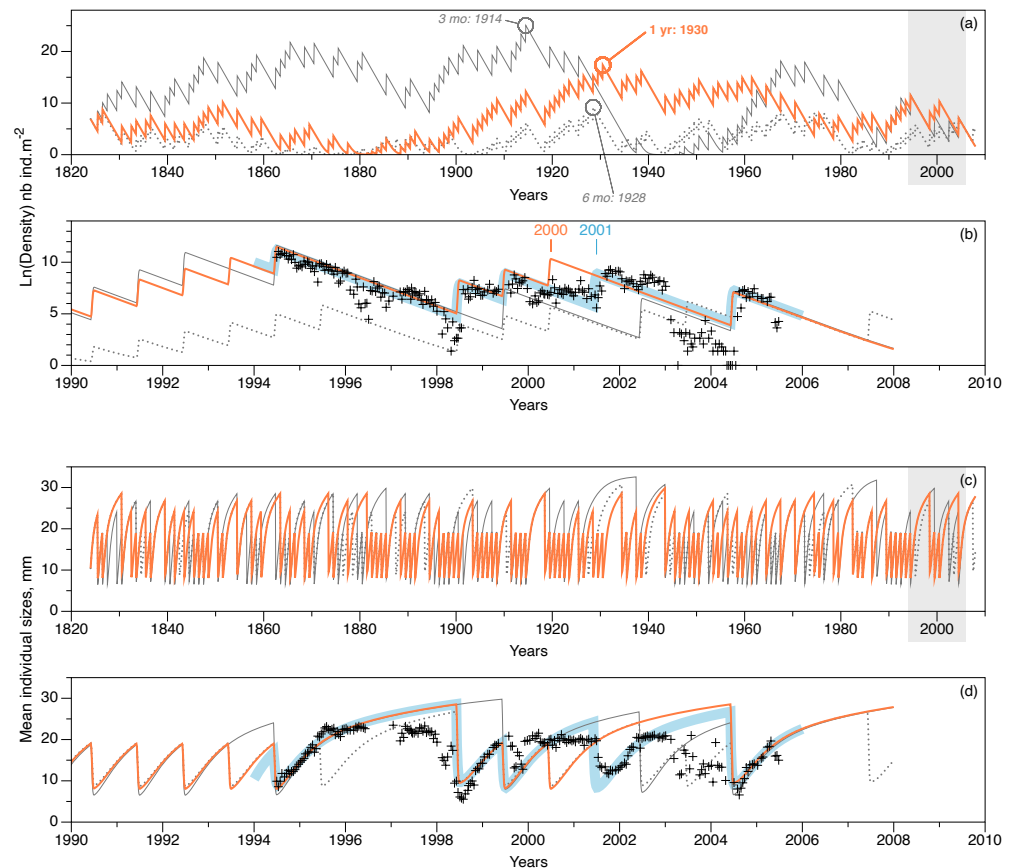 3 mo: 1914
(a)
1 yr: 1930
20
10
0
1820 1840 1860 1880 1900 1920 1940 1960 1980 2000
Years
6 mo: 1928
Ln(Density) nb ind.m-2
(b)
2000 2001
10
5
0
1990 1992 1994 1996 1998 2000 2002 2004 2006 2008 2010
Years
(c)
30
20
10
0
1820 1840 1860 1880 1900 1920 1940 1960 1980 2000
Years
Mean individual sizes, mm
(d)
30
20
10
0
1990 1992 1994 1996 1998 2000 2002 2004 2006 2008 2010
Years